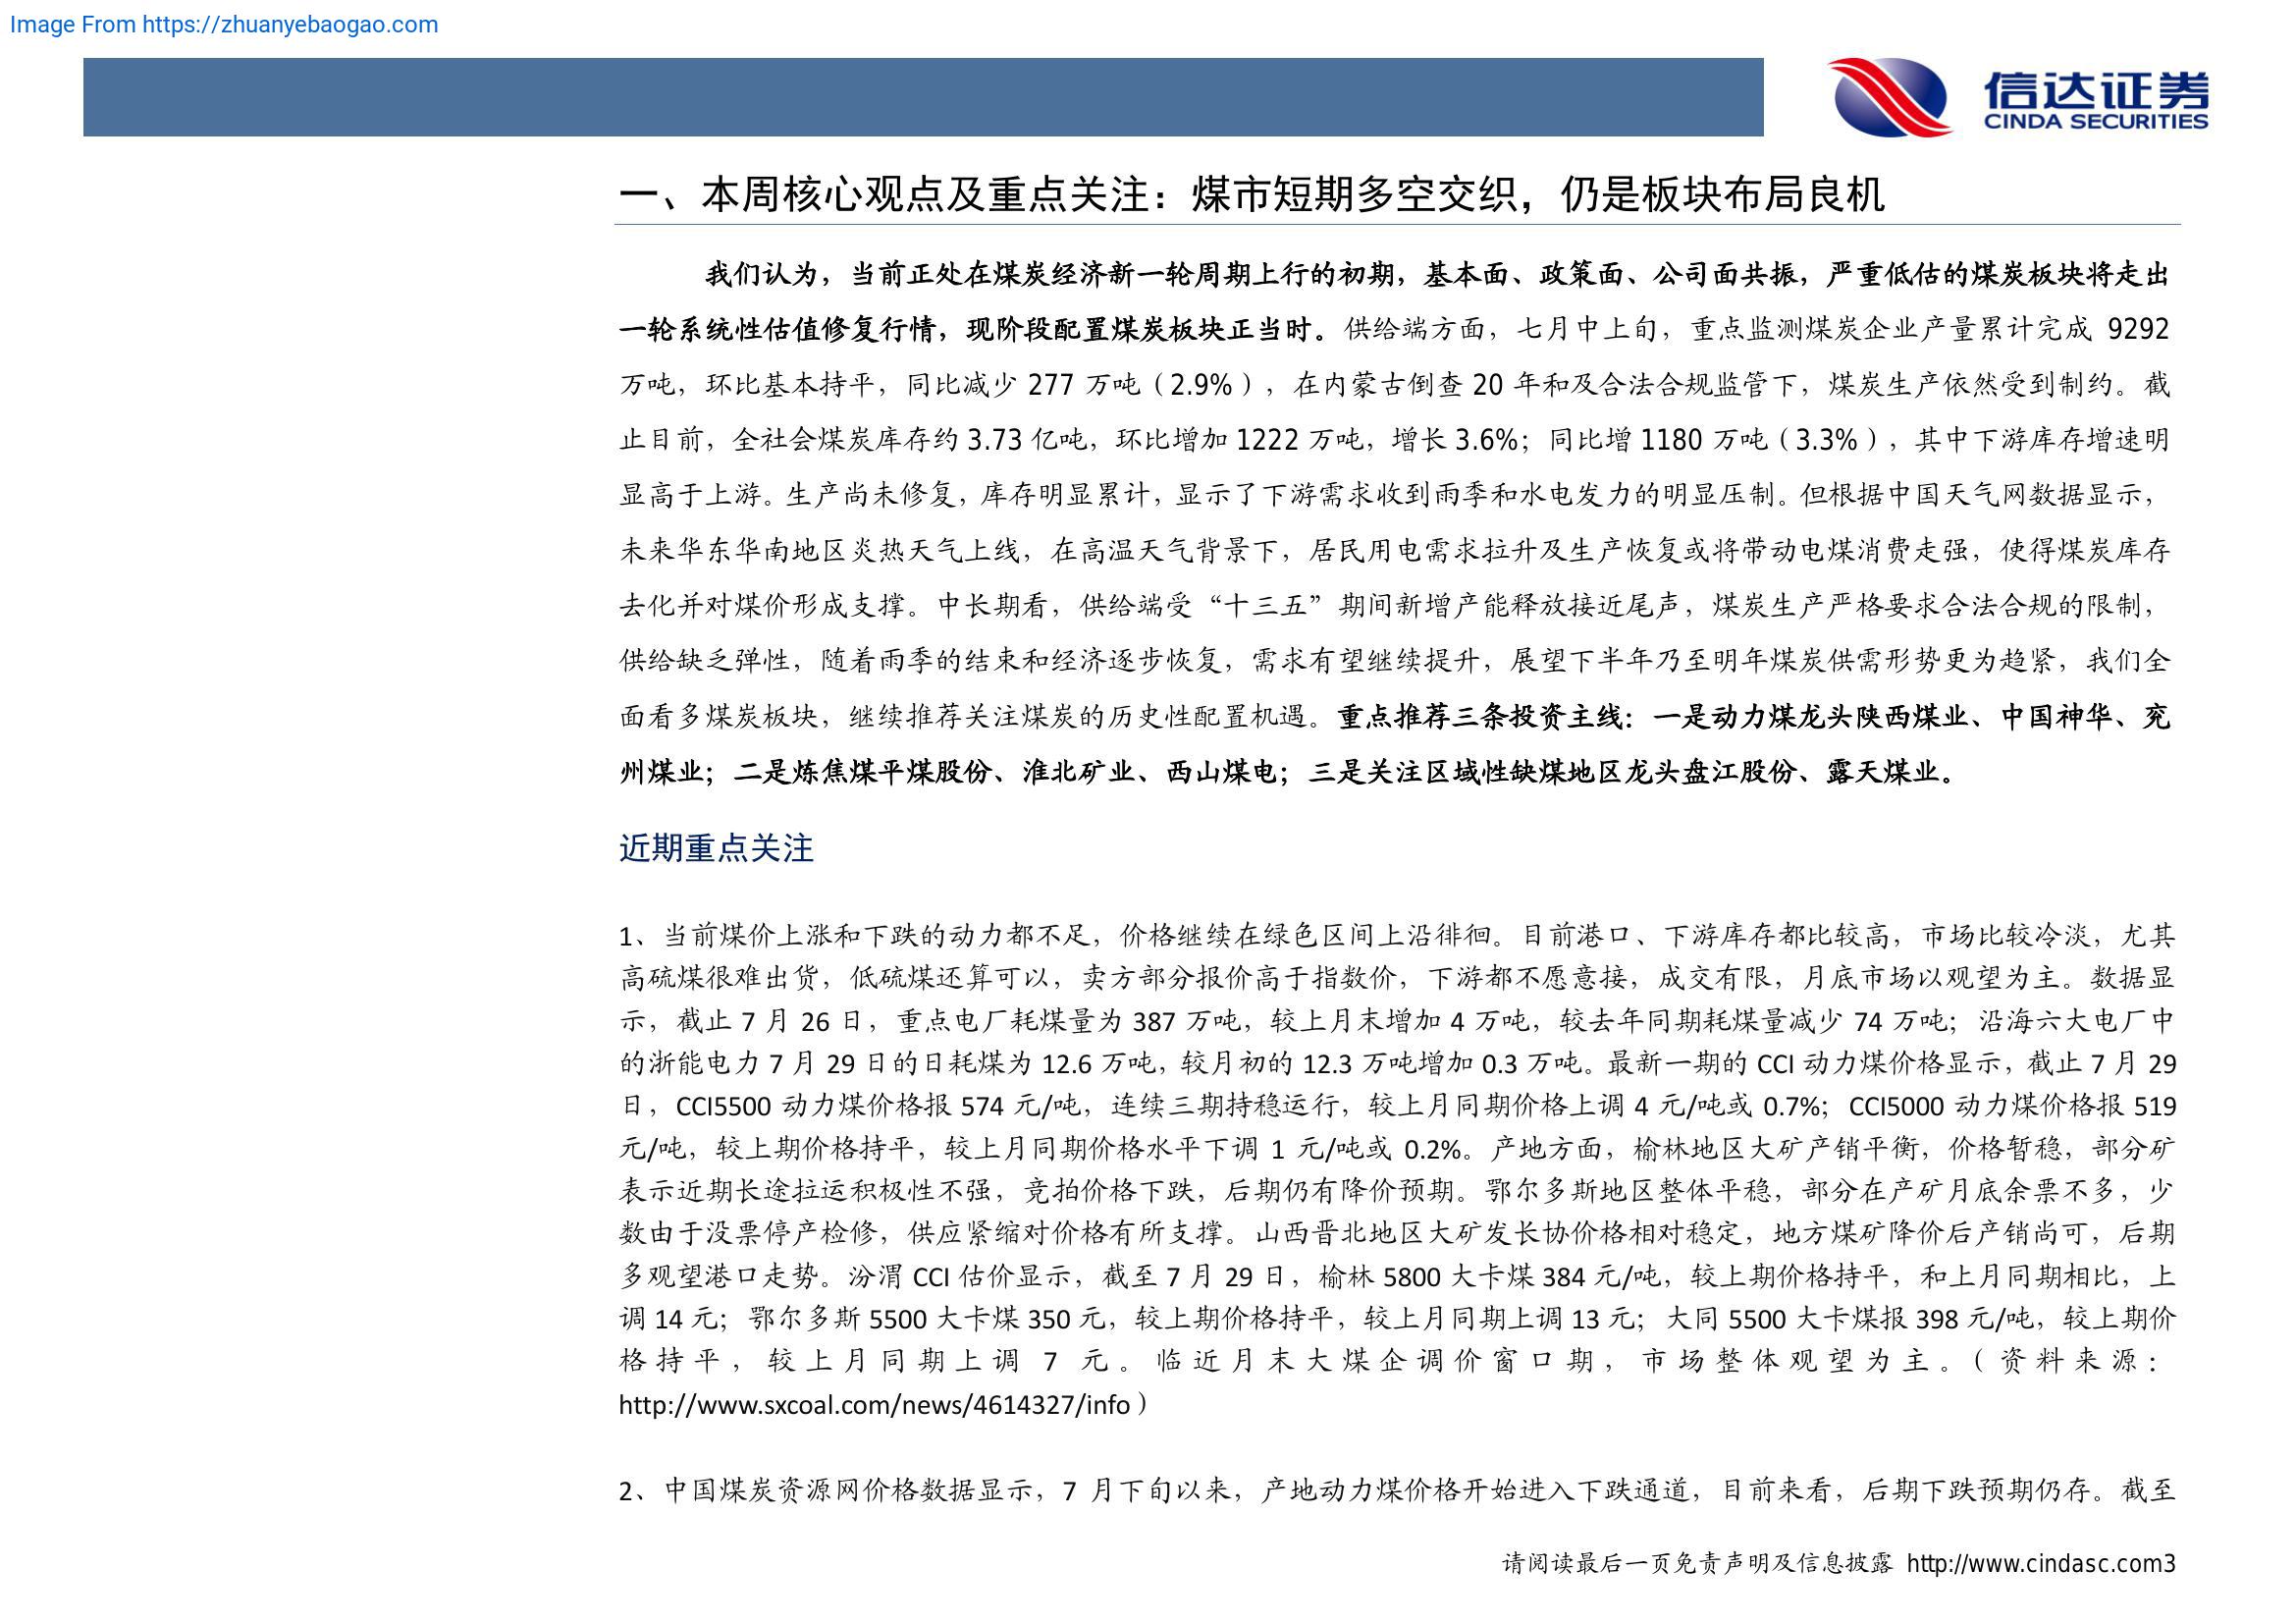 Image From https://zhuanyebaogao.com
信达证券
CINDA SECURITIES
一、本周核心观点及重点关注：煤市短期多空交织，仍是板块布局良机
我们认为，当前正处在煤炭经济新一轮周期上行的初期，基本面、政策面、公司面共振，严重低估的煤炭板块将走出
一轮系统性估值修复行情，现阶段配置煤炭板块正当时。供给端方面，七月中上旬，重点监测煤炭企业产量累计完成 9292
万吨，环比基本持平，同比减少 277 万吨（2.9%），在内蒙古倒查 20 年和及合法合规监管下，煤炭生产依然受到制约。截
止目前，全社会煤炭库存约 3.73 亿吨，环比增加 1222 万吨，增长 3.6%；同比增 1180 万吨（3.3%），其中下游库存增速明
显高于上游。生产尚未修复，库存明显累计，显示了下游需求收到雨季和水电发力的明显压制。但根据中国天气网数据显示，
未来华东华南地区炎热天气上线，在高温天气背景下，居民用电需求拉升及生产恢复或将带动电煤消费走强，使得煤炭库存
去化并对煤价形成支撑。中长期看，供给端受“十三五”期间新增产能释放接近尾声，煤炭生产严格要求合法合规的限制，
供给缺乏弹性，随着雨季的结束和经济逐步恢复，需求有望继续提升，展望下半年乃至明年煤炭供需形势更为趋紧，我们全
面看多煤炭板块，继续推荐关注煤炭的历史性配置机遇。重点推荐三条投资主线：一是动力煤龙头陕西煤业、中国神华、兖
州煤业；二是炼焦煤平煤股份、淮北矿业、西山煤电；三是关注区域性缺煤地区龙头盘江股份、露天煤业。
近期重点关注
1、当前煤价上涨和下跌的动力都不足，价格继续在绿色区间上沿徘徊。目前港口、下游库存都比较高，市场比较冷淡，尤其
高硫煤很难出货，低硫煤还算可以，卖方部分报价高于指数价，下游都不愿意接，成交有限，月底市场以观望为主。数据显
示，截止 7 月 26 日，重点电厂耗煤量为 387 万吨，较上月末增加 4 万吨，较去年同期耗煤量减少 74 万吨；沿海六大电厂中
的浙能电力 7 月 29 日的日耗煤为 12.6 万吨，较月初的 12.3 万吨增加 0.3 万吨。最新一期的 CCI 动力煤价格显示，截止 7 月 29
日，CCI5500 动力煤价格报 574 元/吨，连续三期持稳运行，较上月同期价格上调 4 元/吨或 0.7%；CCI5000 动力煤价格报 519
元/吨，较上期价格持平，较上月同期价格水平下调 1 元/吨或 0.2%。产地方面，榆林地区大矿产销平衡，价格暂稳，部分矿
表示近期长途拉运积极性不强，竞拍价格下跌，后期仍有降价预期。鄂尔多斯地区整体平稳，部分在产矿月底余票不多，少
数由于没票停产检修，供应紧缩对价格有所支撑。山西晋北地区大矿发长协价格相对稳定，地方煤矿降价后产销尚可，后期
多观望港口走势。汾渭 CCI 估价显示，截至 7 月 29 日，榆林 5800 大卡煤 384 元/吨，较上期价格持平，和上月同期相比，上
调 14 元；鄂尔多斯 5500 大卡煤 350 元，较上期价格持平，较上月同期上调 13 元；大同 5500 大卡煤报 398 元/吨，较上期价
格持平，较上月同期上调 7 元。临近月末大煤企调价窗口期，市场整体观望为主。（资料来源：
http://www.sxcoal.com/news/4614327/info）
2、中国煤炭资源网价格数据显示，7 月下旬以来，产地动力煤价格开始进入下跌通道，目前来看，后期下跌预期仍存。截至
请阅读最后一页免责声明及信息披露 http://www.cindasc.com3